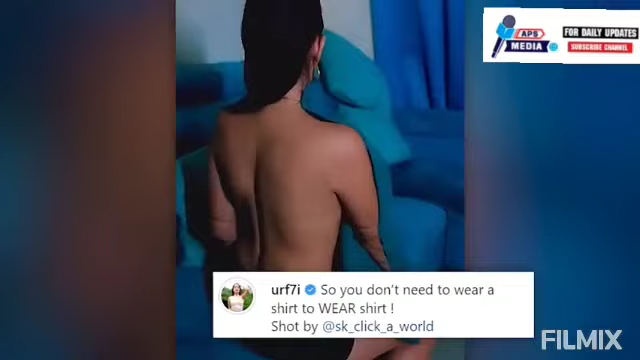 APS
MEDIA
FOR DAILY UPDATES
SUBSCRIBE CHANNEL
urf7i So you don't need to wear a
shirt to WEAR shirt !
Shot by @sk_click_a_world
FILMIX